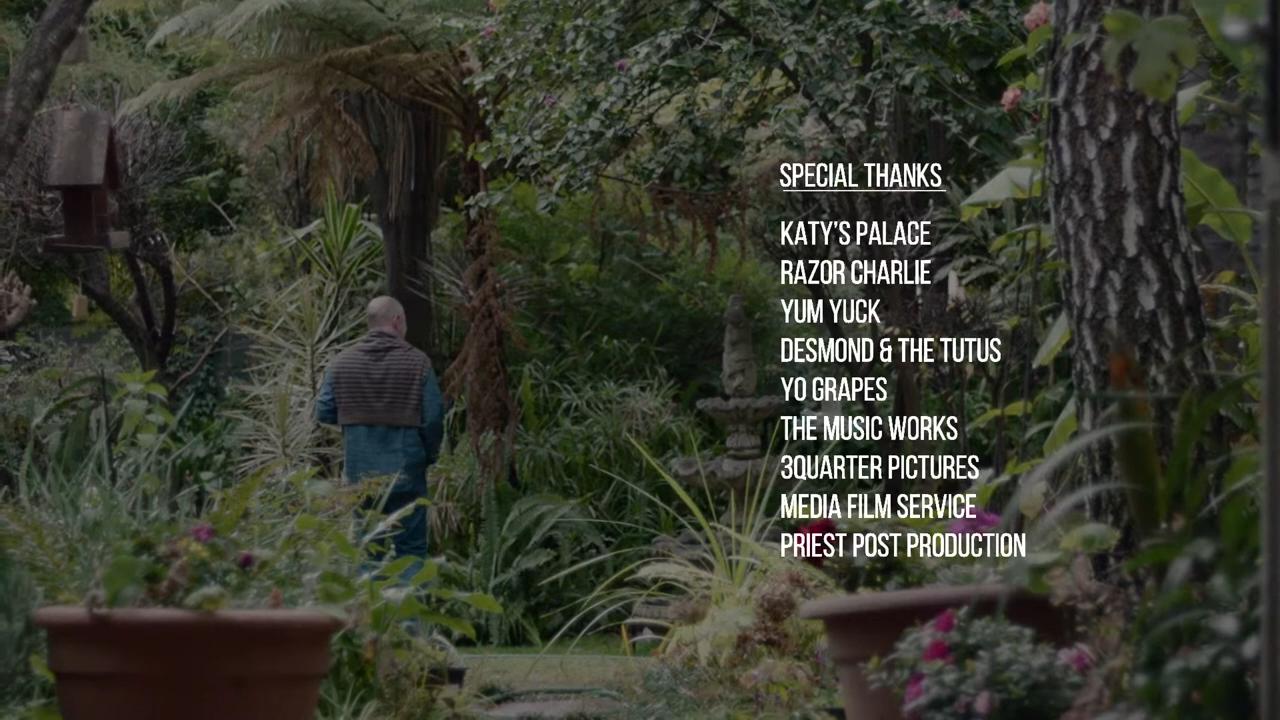 SPECIAL THANKS
KATY'S PALACE
RAZOR CHARLIE
YUM YUCK
DESMOND & THE TUTUS
YO GRAPES
THE MUSIC WORKS
3QUARTER PICTURES
MEDIA FILM SERVICE
PRIEST POST PRODUCTION